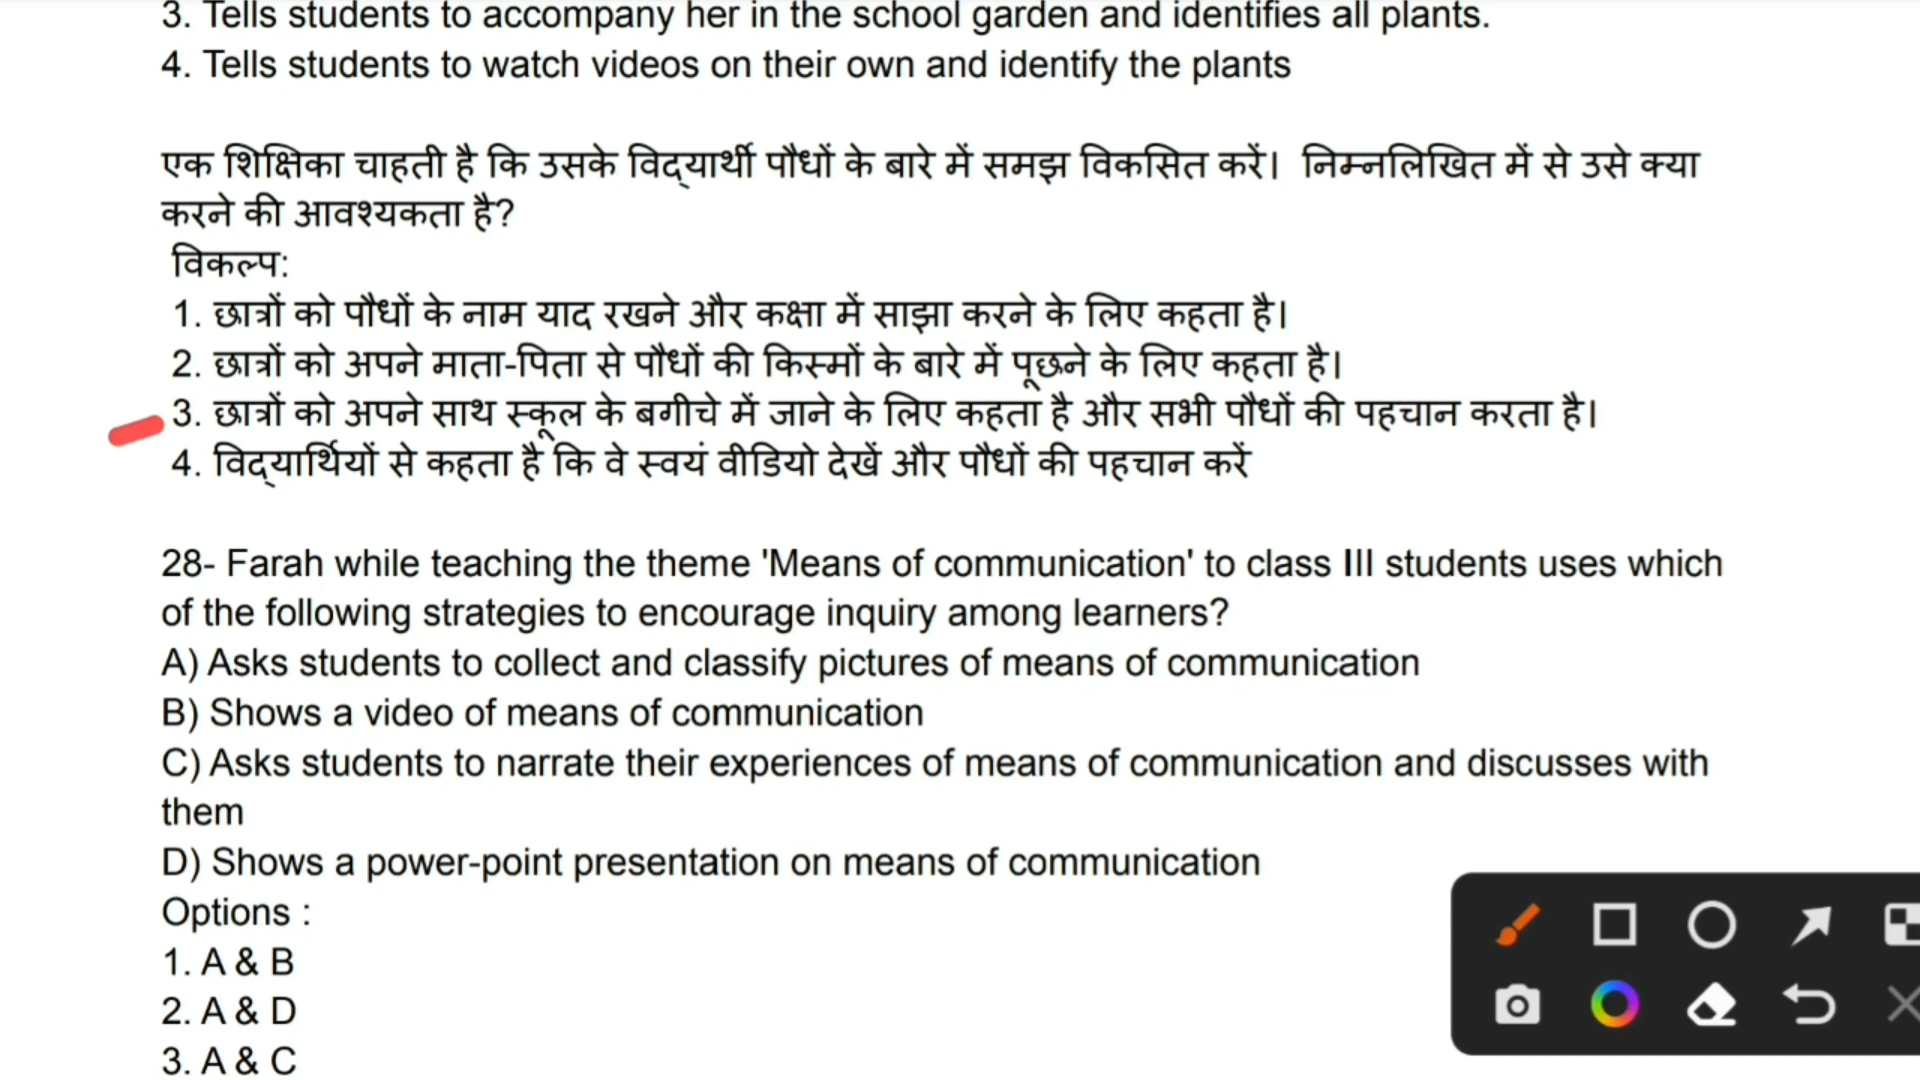 3. Tells students to accompany her in the school garden and identifies all plants.
4. Tells students to watch videos on their own and identify the plants
एक शिक्षिका चाहती है कि उसके विद्यार्थी पौधों के बारे में समझ विकसित करें। निम्नलिखित में से उसे क्या
करने की आवश्यकता है?
विकल्प:
1. छात्रों को पौधों के नाम याद रखने और कक्षा में साझा करने के लिए कहता है।
2. छात्रों को अपने माता-पिता से पौधों की किस्मों के बारे में पूछने के लिए कहता है।
3. छात्रों को अपने साथ स्कूल के बगीचे में जाने के लिए कहता है और सभी पौधों की पहचान करता है।
4. विद्यार्थियों से कहता है कि वे स्वयं वीडियो देखें और पौधों की पहचान करें
28- Farah while teaching the theme 'Means of communication' to class III students uses which
of the following strategies to encourage inquiry among learners?
A) Asks students to collect and classify pictures of means of communication
B) Shows a video of means of communication
C) Asks students to narrate their experiences of means of communication and discusses with
them
D) Shows a power-point presentation on means of communication
Options :
1. A & B
2. A & D
3. A & C